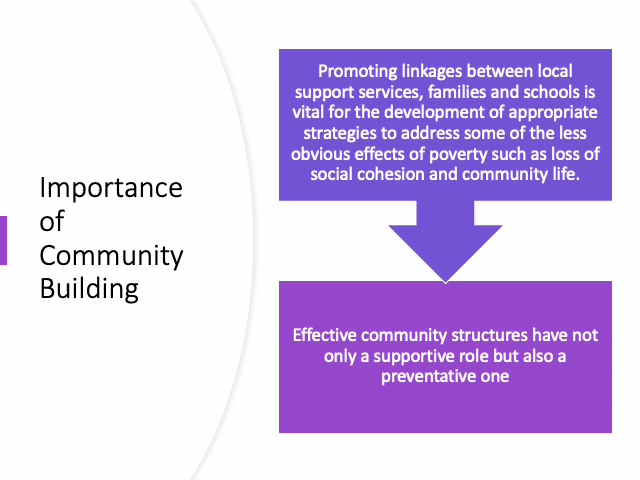 Importance
of
Community
Building
Promoting linkages between local
support services, families and schools is
vital for the development of appropriate
strategies to address some of the less
obvious effects of poverty such as loss of
social cohesion and community life.
Effective community structures have not
only a supportive role but also a
preventative one